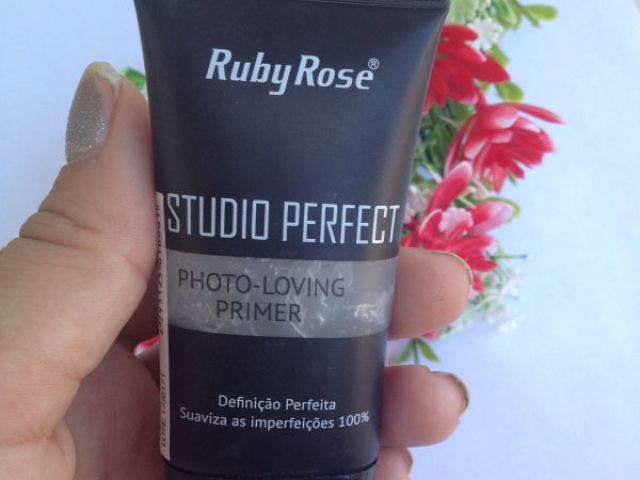 Ruby Rose®
STUDIO PERFECT
PHOTO-LOVING
PRIMER
Definição Perfeita
Suaviza as imperfeições 100%